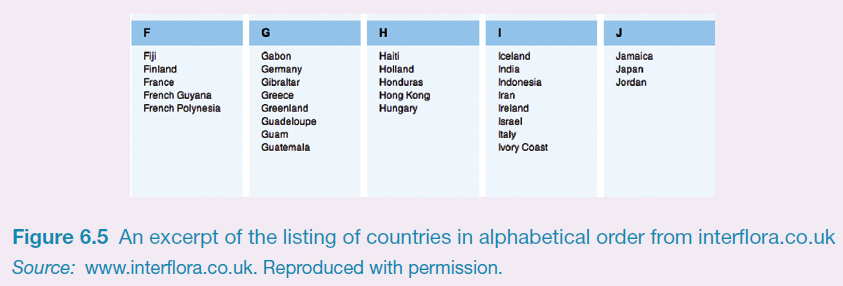 F
Fiji
Finland
France
French Guyana
French Polynesia
G
Gabon
Germany
Gibraltar
Greece
Greenland
Guadeloupe
Guam
Guatemala
H
Haiti
Holland
Honduras
Hong Kong
Hungary
I
Iceland
India
Indonesia
Iran
Ireland
Israel
Italy
Ivory Coast
J
Jamaica
Japan
Jordan
Figure 6.5 An excerpt of the listing of countries in alphabetical order from interflora.co.uk
Source: www.interflora.co.uk. Reproduced with permission.